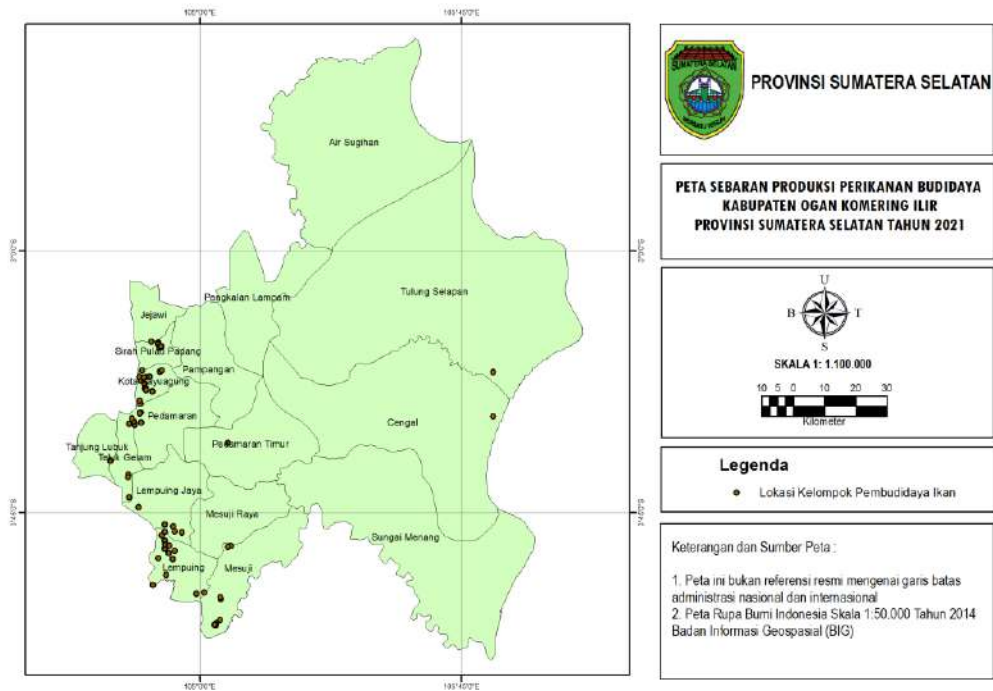 105°0'0"E
PROVINSI SUMATERA SELATAN
SUMATERA SELATAN
PETA SEBARAN PRODUKSI PERIKANAN BUDIDAYA
KABUPATEN OGAN KOMERING ILIR
PROVINSI SUMATERA SELATAN TAHUN 2021
Air Sugihan
Pangkalan Lampam
Tulung Selapan
Jejawi
Sirah Pulau Padang
Pampangan
Kota Kayuagung
Pedamaran
Cengal
Pedamaran Timur
Tanjung Lubuk
Teluk Gelam
Lempuing Jaya
Mesuji Raya
Sungai Menang
Lempuing
Mesuji
105°0'0"E
U
B T
S
SKALA 1: 1.100.000
10 5 0 10 20 30
Kilometer
Legenda
Lokasi Kelompok Pembudidaya Ikan
Keterangan dan Sumber Peta :
1. Peta ini bukan referensi resmi mengenai garis batas
administrasi nasional dan internasional
2. Peta Rupa Bumi Indonesia Skala 1:50.000 Tahun 2014
Badan Informasi Geospasial (BIG)